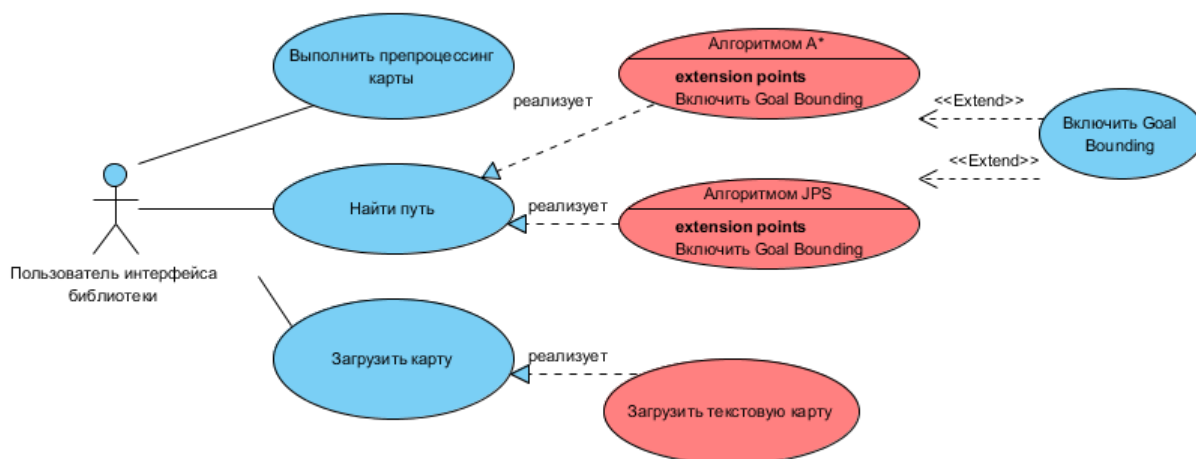 Выполнить препроцессинг
карты
реализует
Алгоритмом A*
extension points
Включить Goal Bounding
<<Extend>>
Включить Goal
Bounding
<<Extend>>
Пользователь интерфейса
библиотеки
Найти путь
реализует
Алгоритмом JPS
extension points
Включить Goal Bounding
Загрузить карту
реализует
Загрузить текстовую карту